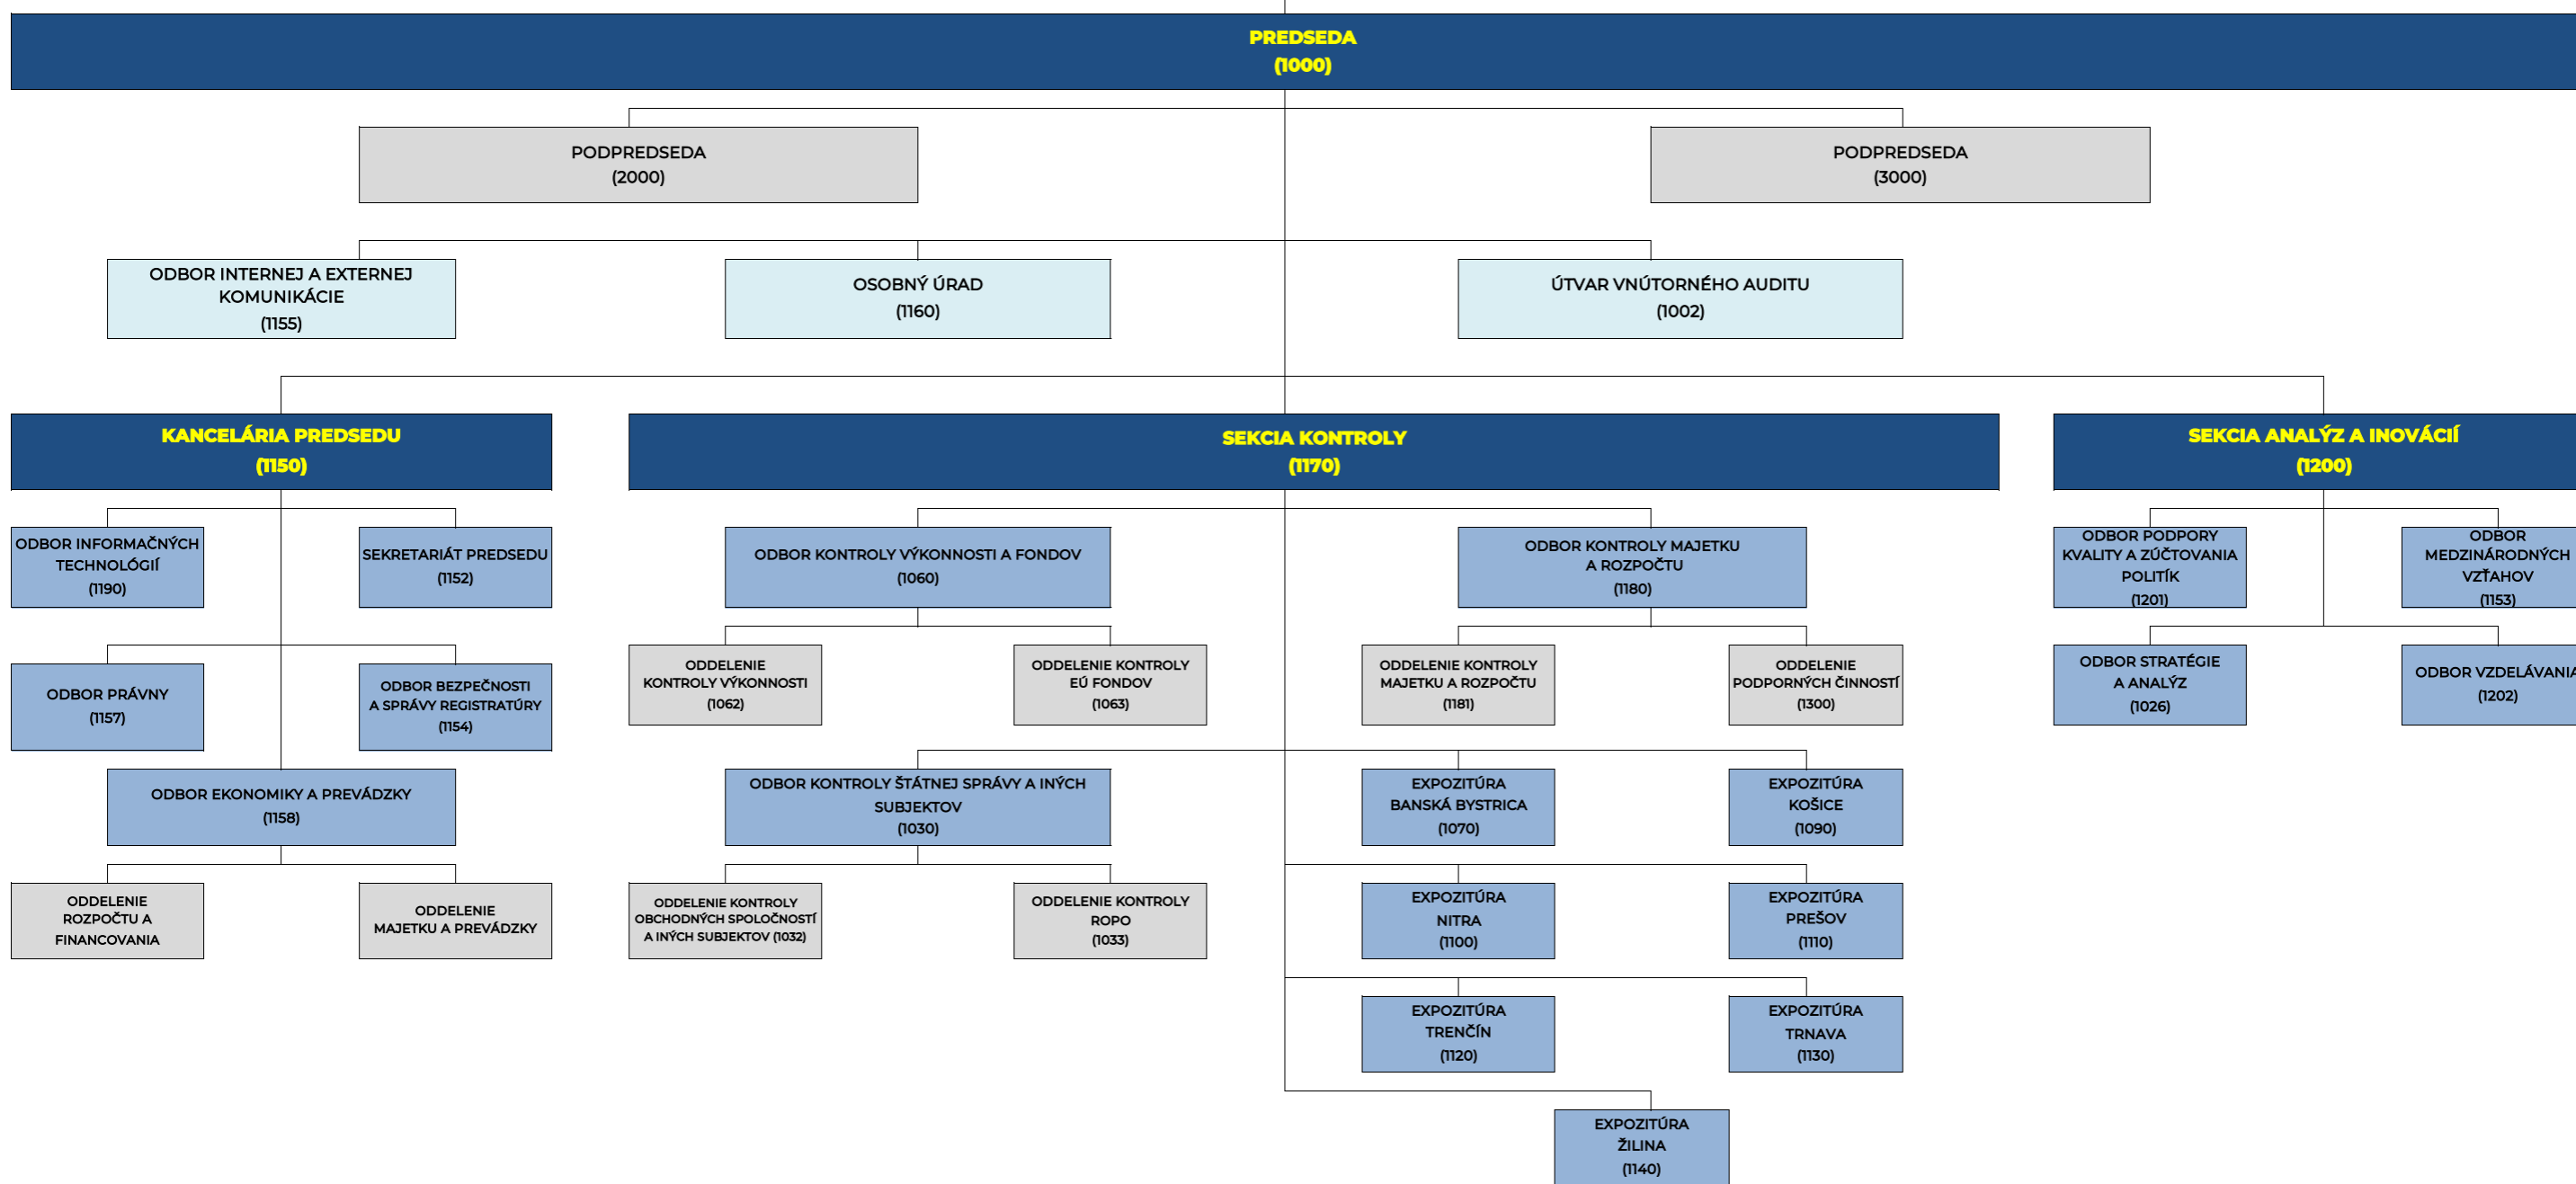 PREDSEDA
(1000)
PODPREDSEDA
(2000)
PODPREDSEDA
(3000)
ODBOR INTERNEJ A EXTERNEJ
KOMUNIKÁCIE
(1155)
OSOBNÝ ÚRAD
(1160)
ÚTVAR VNÚTORNÉHO AUDITU
(1002)
KANCELÁRIA PREDSEDU
(1150)
SEKCIA KONTROLY
(1170)
SEKCIA ANALÝZ A INOVÁCIÍ
(1200)
ODBOR INFORMAČNÝCH
TECHNOLÓGIÍ
(1190)
SEKRETARIÁT PREDSEDU
(1152)
ODBOR KONTROLY VÝKONNOSTI A FONDOV
(1060)
ODBOR KONTROLY MAJETKU
A ROZPOČTU
(1180)
ODBOR PODPORY
KVALITY A ZÚČTOVANIA
POLITÍK
(1201)
ODBOR
MEDZINÁRODNÝCH
VZŤAHOV
(1153)
ODBOR PRÁVNY
(1157)
ODBOR BEZPEČNOSTI
A SPRÁVY REGISTRATÚRY
(1154)
ODDELENIE
KONTROLY VÝKONNOSTI
(1062)
ODDELENIE KONTROLY
EÚ FONDOV
(1063)
ODDELENIE KONTROLY
MAJETKU A ROZPOČTU
(1181)
ODDELENIE
PODPORNÝCH ČINNOSTÍ
(1300)
ODBOR STRATÉGIE
A ANALÝZ
(1026)
ODBOR VZDELÁVANIA
(1202)
ODBOR EKONOMIKY A PREVÁDZKY
(1158)
ODBOR KONTROLY ŠTÁTNEJ SPRÁVY A INÝCH
SUBJEKTOV
(1030)
EXPOZITÚRA
BANSKÁ BYSTRICA
(1070)
EXPOZITÚRA
KOŠICE
(1090)
ODDELENIE
ROZPOČTU A
FINANCOVANIA
ODDELENIE
MAJETKU A PREVÁDZKY
ODDELENIE KONTROLY
OBCHODNÝCH SPOLOČNOSTÍ
A INÝCH SUBJEKTOV (1032)
ODDELENIE KONTROLY
ROPO
(1033)
EXPOZITÚRA
NITRA
(1100)
EXPOZITÚRA
PREŠOV
(1110)
EXPOZITÚRA
TRENČÍN
(1120)
EXPOZITÚRA
TRNAVA
(1130)
EXPOZITÚRA
ŽILINA
(1140)